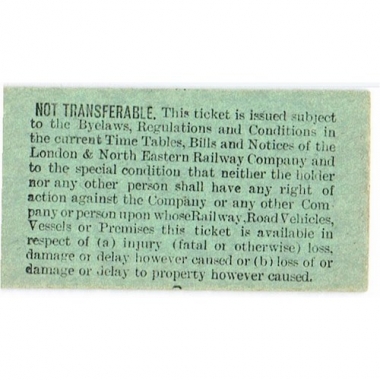 NOT TRANSFERABLE. This ticket is issued subject
to the Byelaws, Regulations and Conditions in
the current Time Tables, Bills and Notices of the
London & North Eastern Railway Company and
to the special condition that neither the holder
nor any other person shall have any right of
action against the Company or any other Com-
pany or person upon whose Railway, Road Vehicles,
Vessels or Premises this ticket is available in
respect of (a) injury (fatal or otherwise) loss,
damage or delay however caused or (b) loss of or
damage or delay to property however caused.